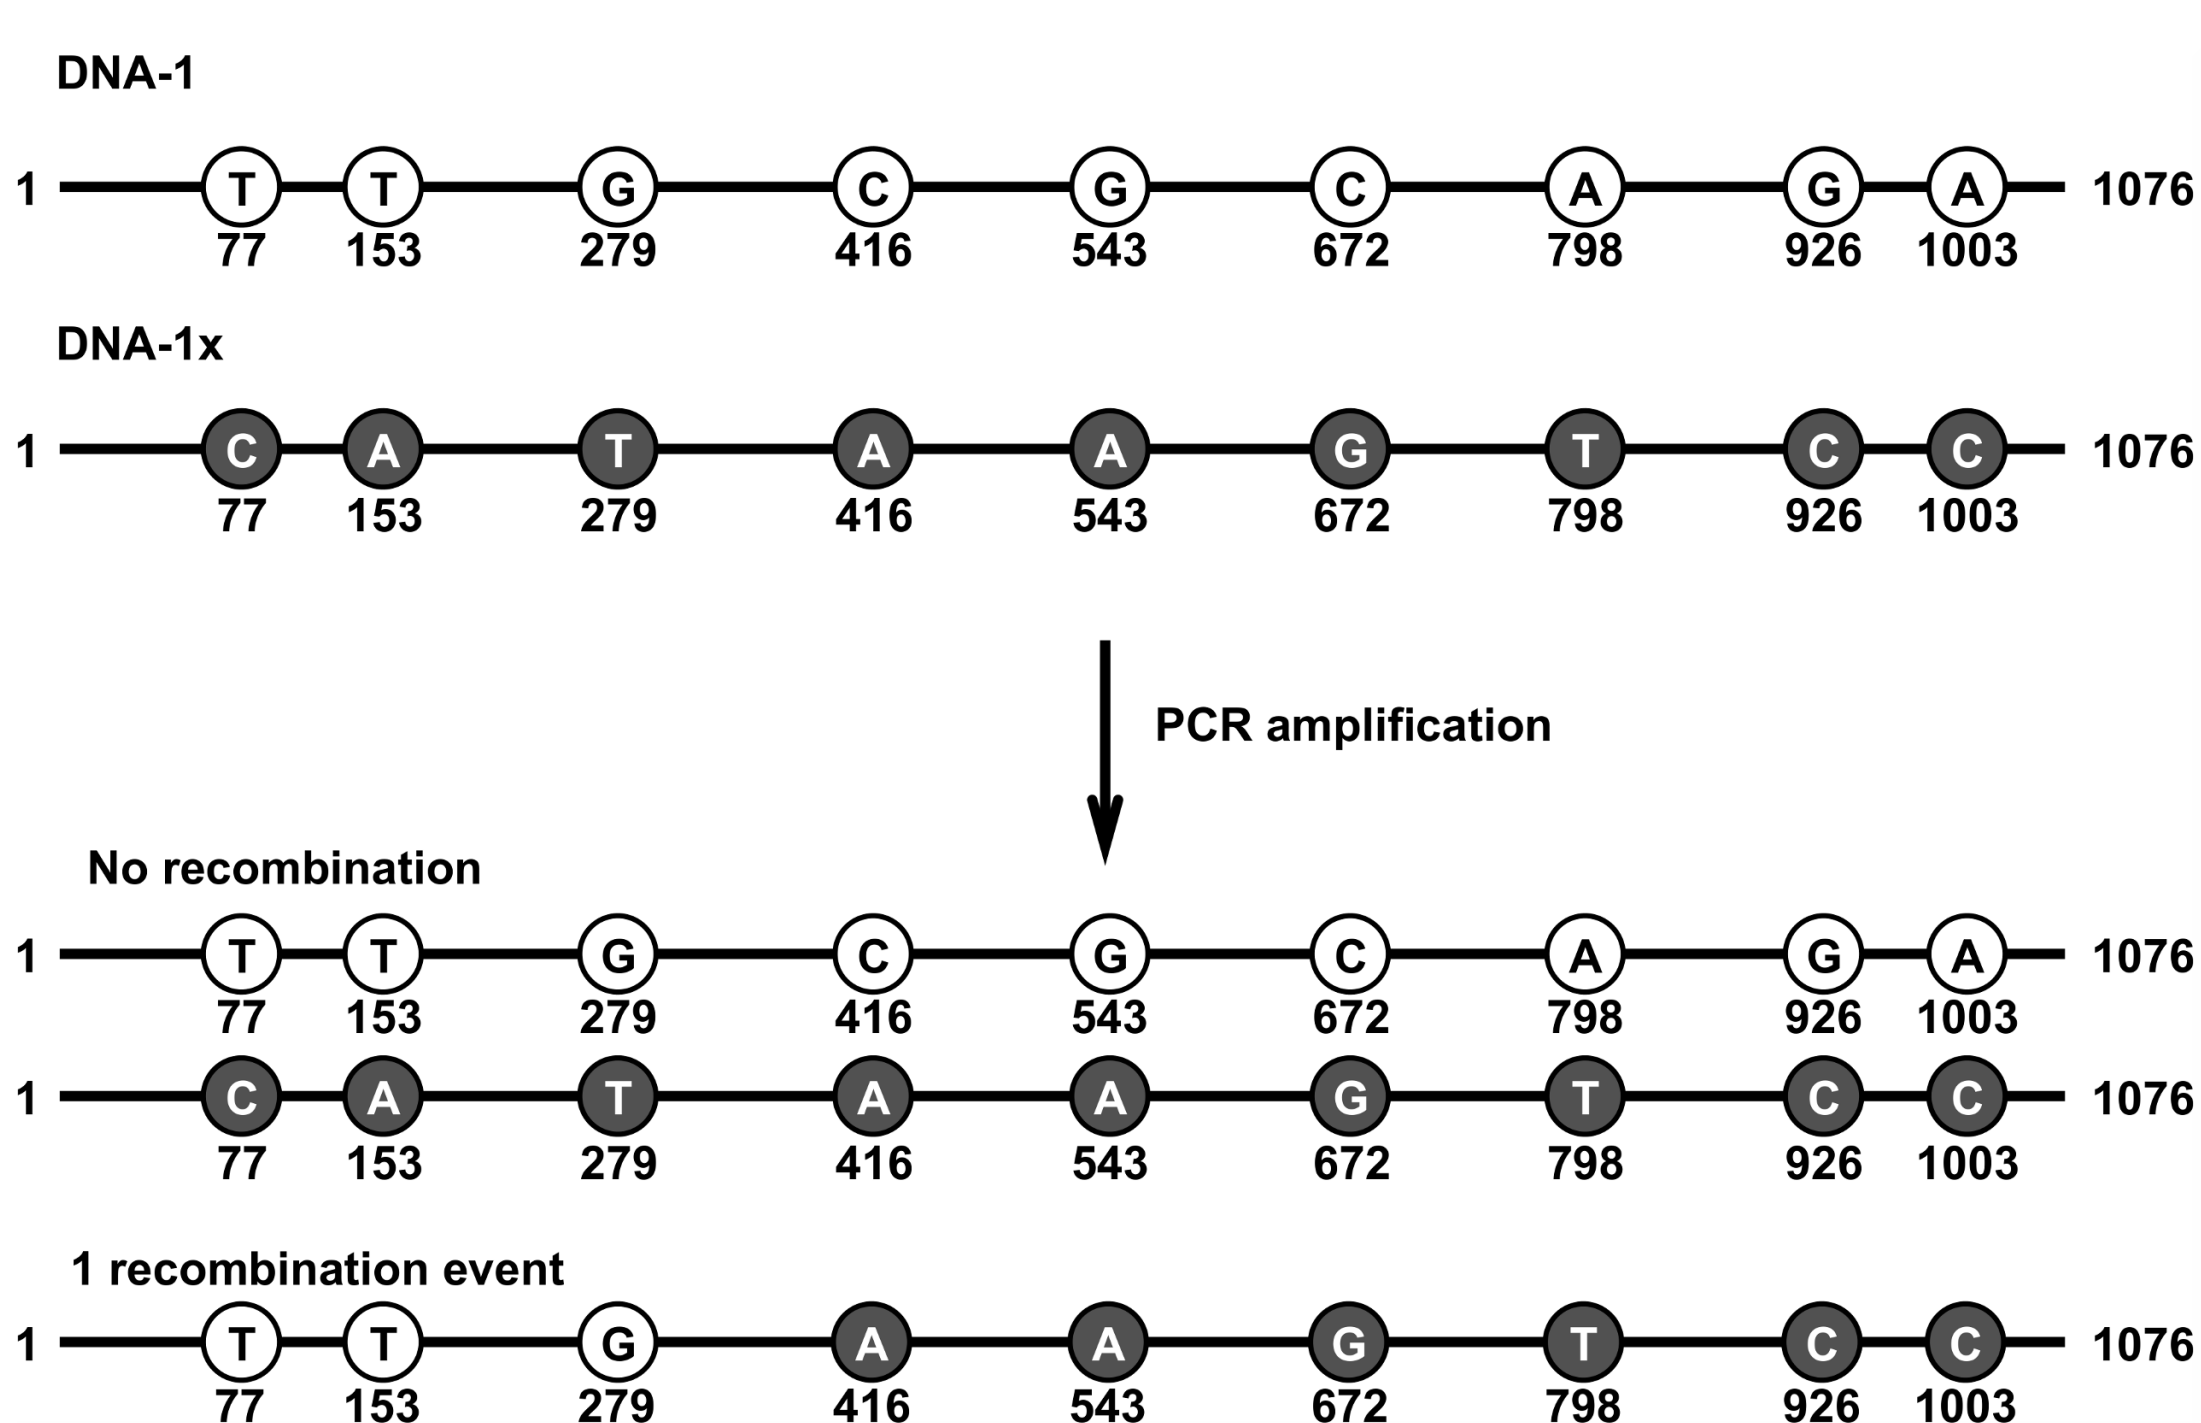 DNA-1
1 T T G C G C A G A 1076
77 153 279 416 543 672 798 926 1003
DNA-1x
1 C A T A A G T C C 1076
77 153 279 416 543 672 798 926 1003
PCR amplification
No recombination
1 T T G C G C A G A 1076
77 153 279 416 543 672 798 926 1003
1 C A T A A G T C C 1076
77 153 279 416 543 672 798 926 1003
1 recombination event
1 T T G A A G T C C 1076
77 153 279 416 543 672 798 926 1003